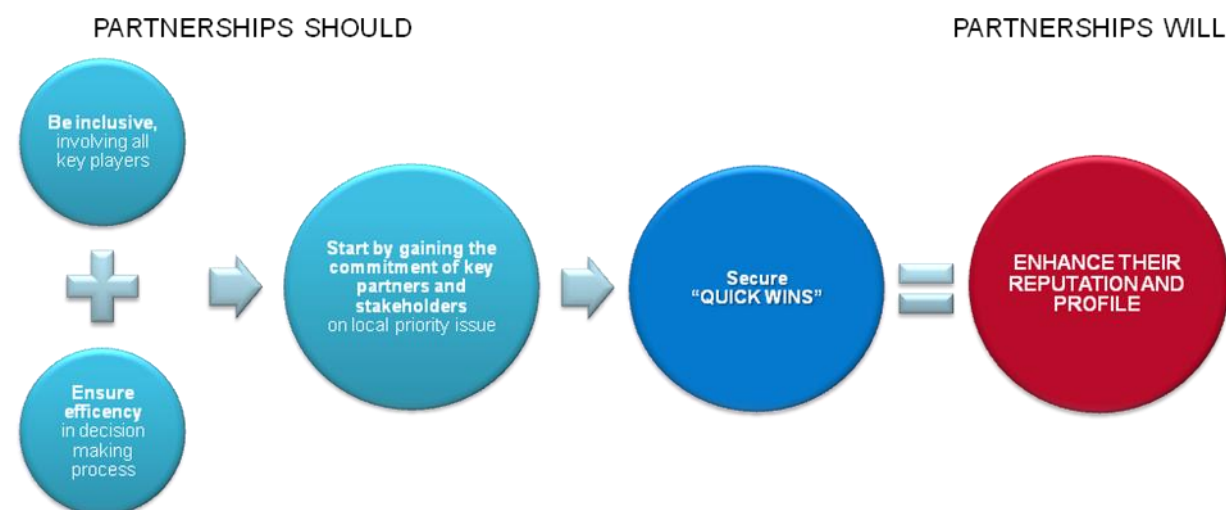 PARTNERSHIPS SHOULD
PARTNERSHIPS WILL
Be inclusive,
involving all
key players
Ensure
efficency
in decision
making
process
Start by gaining the
commitment of key
partners and
stakeholders
on local priority issue
Secure
“QUICK WINS”
ENHANCE THEIR
REPUTATION AND
PROFILE